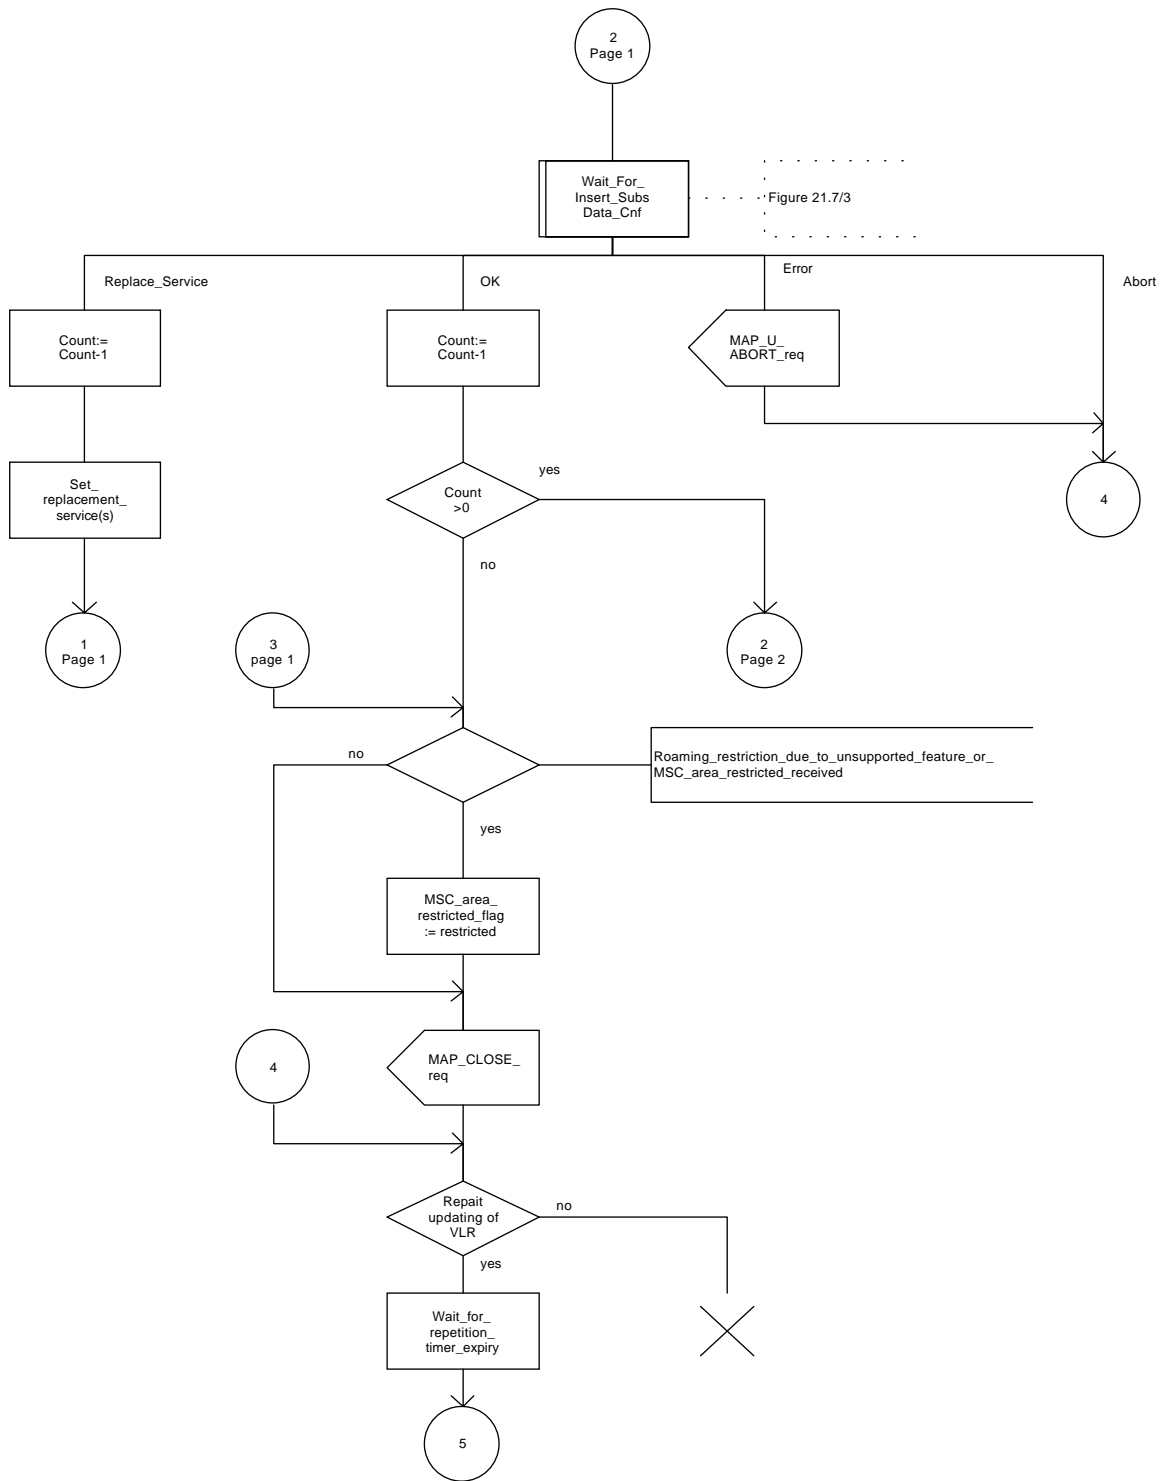 2
Page 1
Wait_For_
Insert_Subs
Data_Cnf
Figure 21.7/3
Replace_Service
OK
Error
Abort
Count:=
Count-1
Count:=
Count-1
MAP_U_
ABORT_req
Set_
replacement_
service(s)
Count
>0
yes
4
no
1
Page 1
3
page 1
2
Page 2
no
Roaming_restriction_due_to_unsupported_feature_or_
MSC_area_restricted_received
yes
MSC_area_
restricted_flag
:= restricted
4
MAP_CLOSE_
req
Repait
updating of
VLR
no
yes
Wait_for_
repetition_
timer_expiry
5